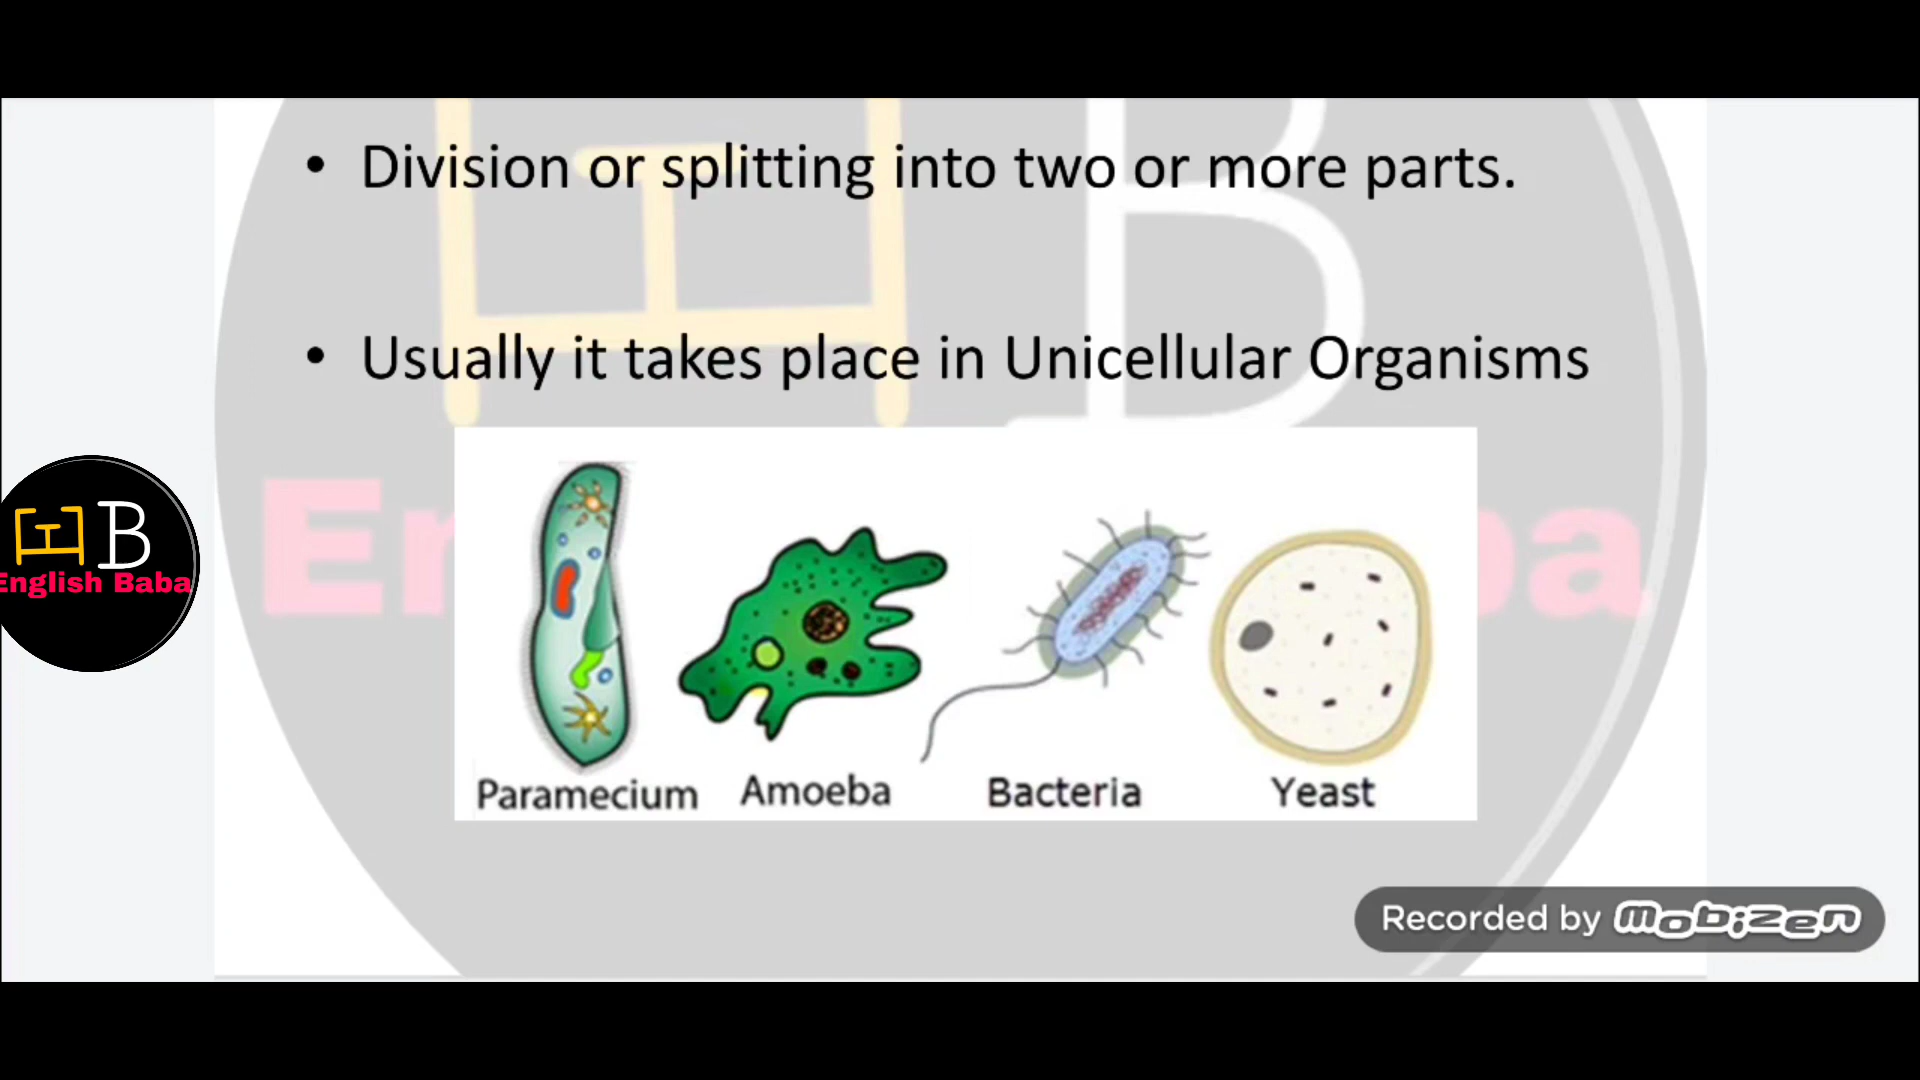 • Division or splitting into two or more parts.
• Usually it takes place in Unicellular Organisms
EB
English Baba
Paramecium Amoeba Bacteria Yeast
Recorded by mobizen